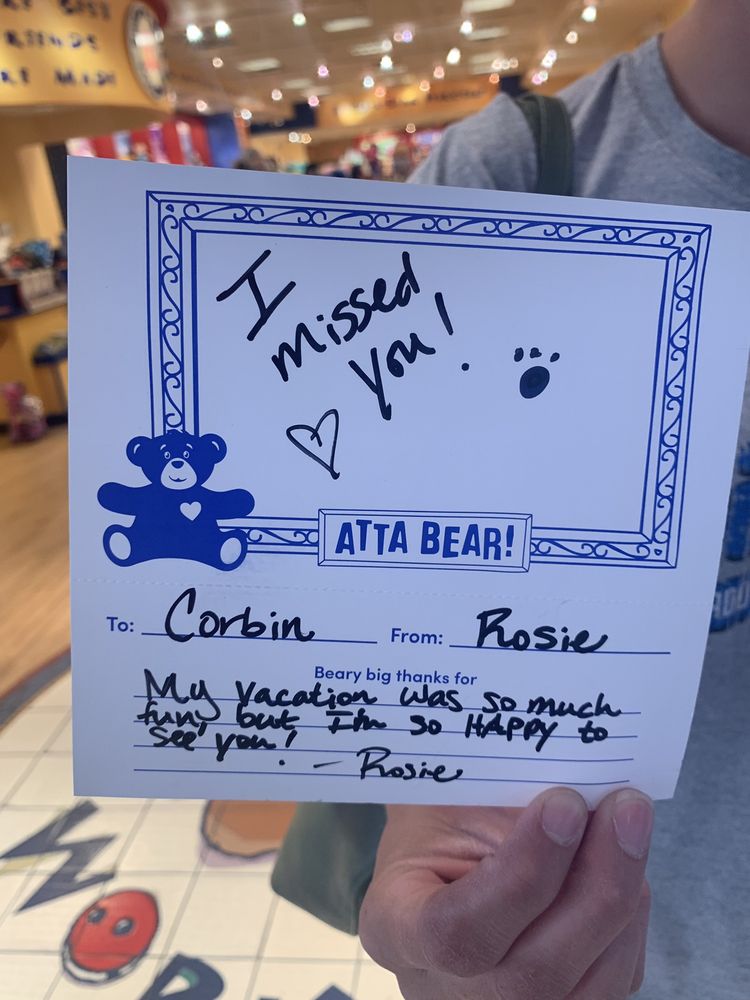 I
missed
you!
ATTA BEAR!
To: Corbin From: Rosie
Beary big thanks for
My vacation was so much
fun, but I'm so HAPPY to
see you!
- Rosie